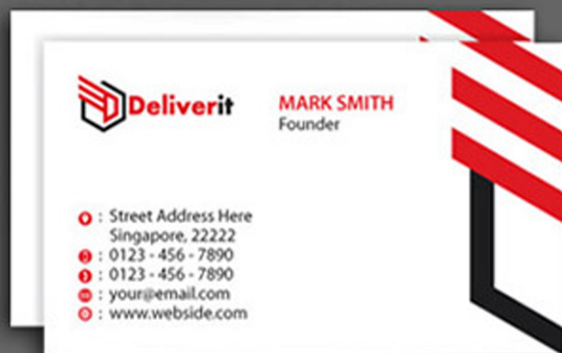 Deliverit
MARK SMITH
Founder
: Street Address Here
Singapore, 22222
: 0123 - 456 - 7890
: 0123 - 456 - 7890
: your@email.com
: www.webside.com